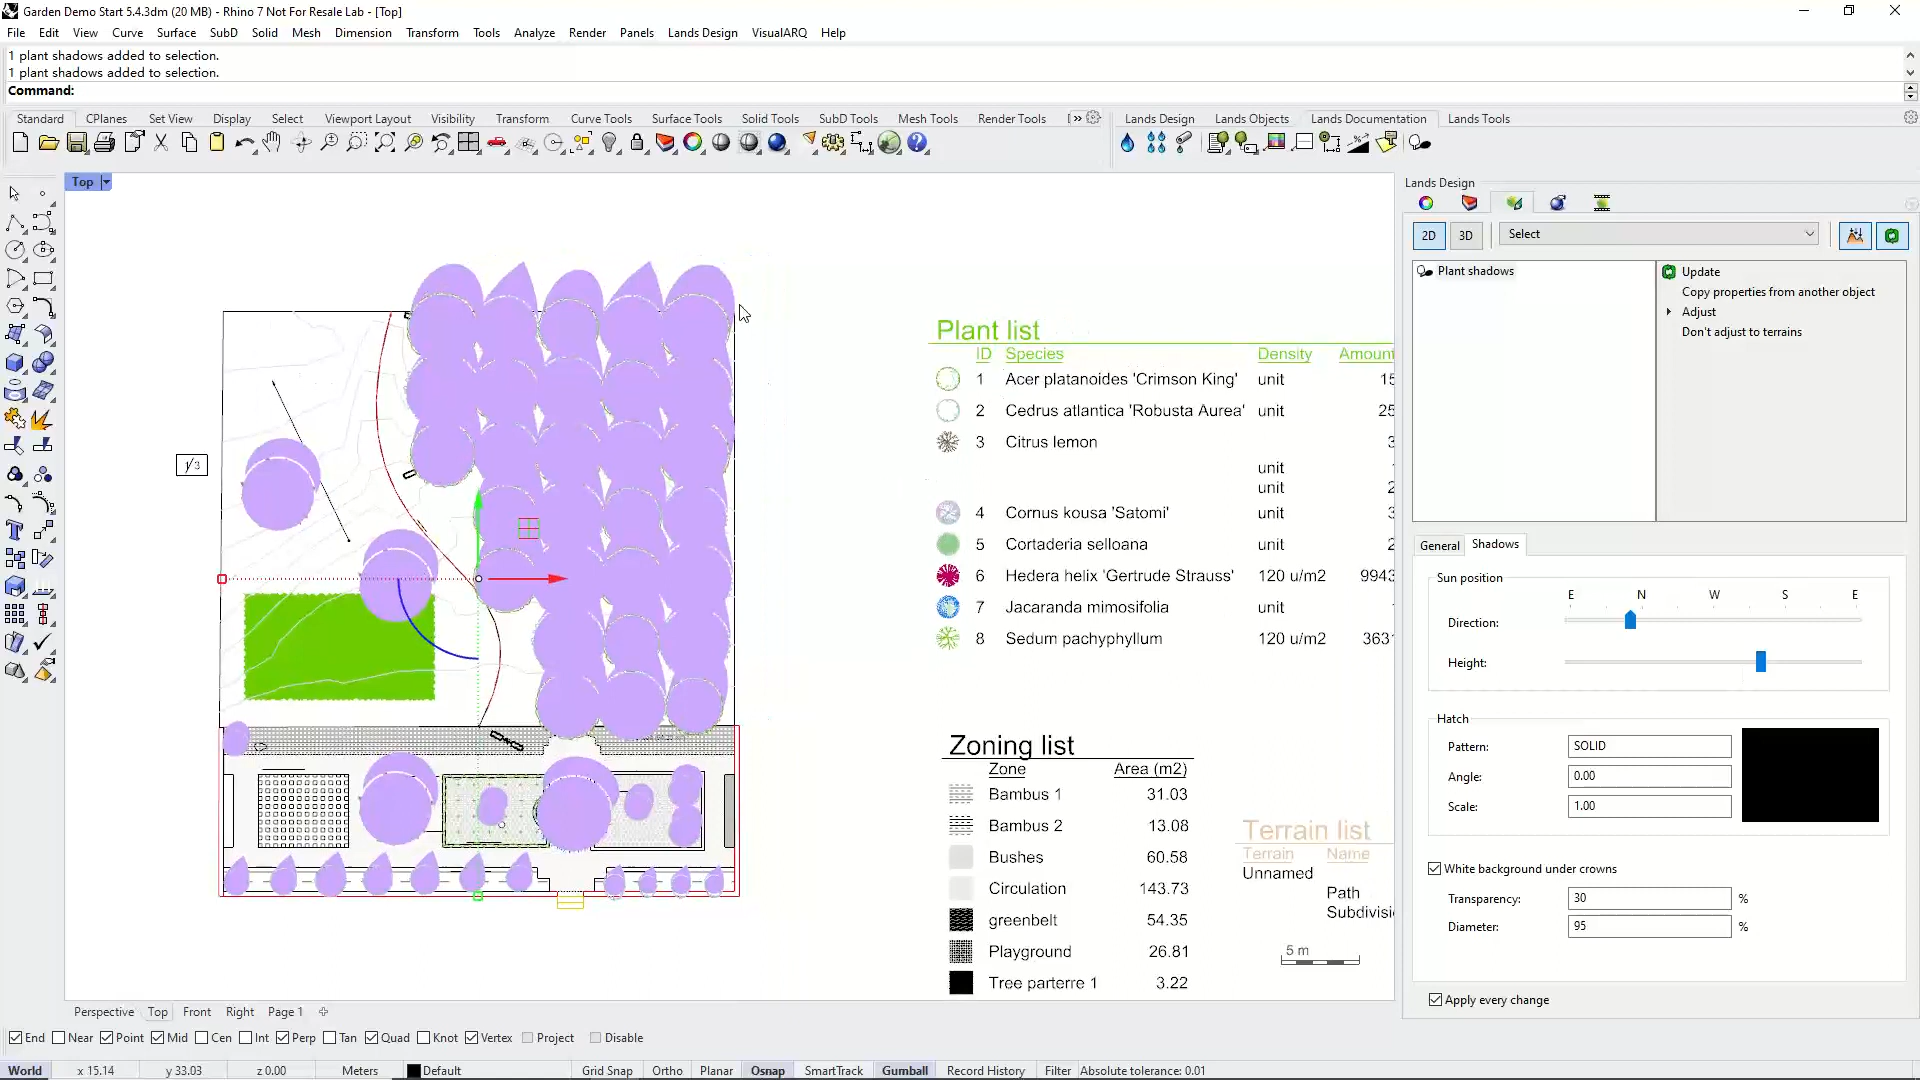 Garden Demo Start 5.4.3dm (20 MB) - Rhino 7 Not For Resale Lab - [Top]
File Edit View Curve Surface SubD Solid Mesh Dimension Transform Tools Analyze Render Panels Lands Design VisualARQ Help
1 plant shadows added to selection.
1 plant shadows added to selection.
Command:
Standard CPlanes Set View Display Select Viewport Layout Visibility Transform Curve Tools Surface Tools Solid Tools SubD Tools Mesh Tools Render Tools Lands Design Lands Objects Lands Documentation Lands Tools
Top
Lands Design
2D 3D Select
Plant shadows
Update
Copy properties from another object
Adjust
Don't adjust to terrains
Plant list
ID Species Density Amount
1 Acer platanoides 'Crimson King' unit 15
2 Cedrus atlantica 'Robusta Aurea' unit 25
3 Citrus lemon 3
unit
unit 2
4 Cornus kousa 'Satomi' unit 3
5 Cortaderia selloana unit 2
6 Hedera helix 'Gertrude Strauss' 120 u/m2 9943
7 Jacaranda mimosifolia unit
8 Sedum pachyphyllum 120 u/m2 3631
Zoning list
Zone Area (m2)
Bambus 1 31.03
Bambus 2 13.08
Bushes 60.58
Circulation 143.73
greenbelt 54.35
Playground 26.81
Tree parterre 1 3.22
Terrain list
Terrain Name
Unnamed
Path
Subdivisi
5 m
General Shadows
Sun position
E N W S E
Direction:
Height:
Hatch
Pattern: SOLID
Angle: 0.00
Scale: 1.00
White background under crowns
Transparency: 30 %
Diameter: 95 %
Apply every change
Perspective Top Front Right Page 1
End Near Point Mid Cen Int Perp Tan Quad Knot Vertex Project Disable
World x 15.14 y 33.03 z 0.00 Meters Default Grid Snap Ortho Planar Osnap SmartTrack Gumball Record History Filter Absolute tolerance: 0.01